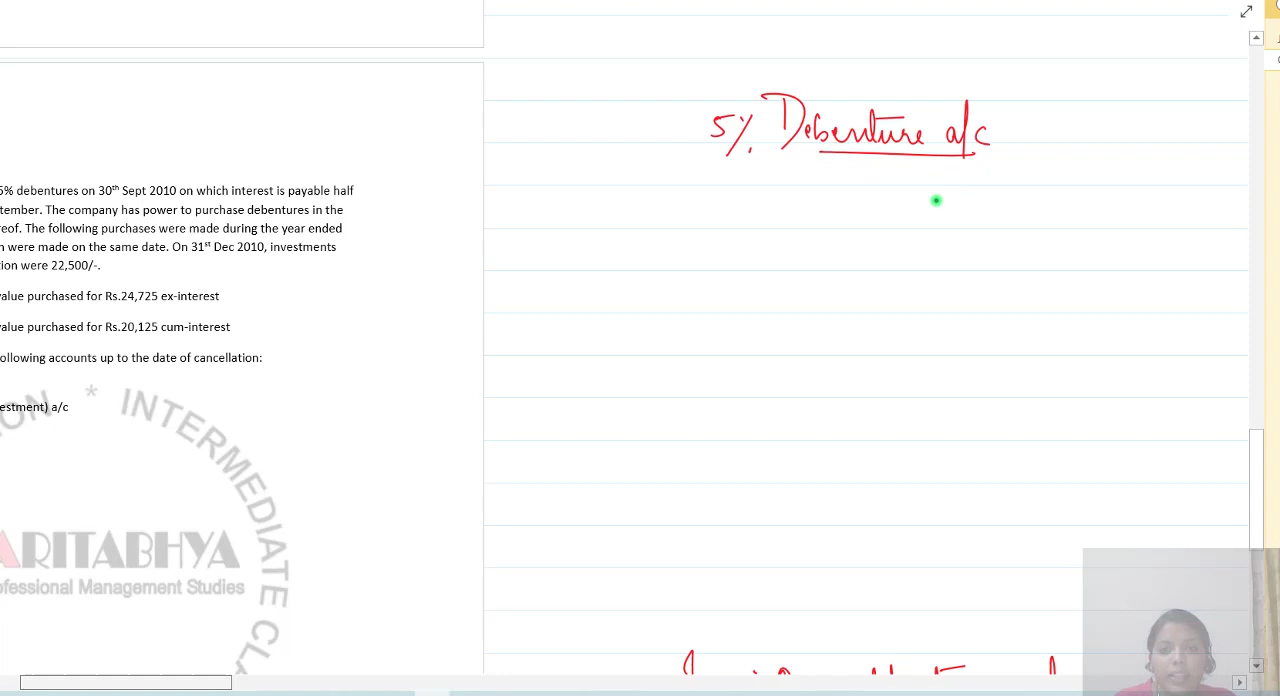 5% Debenture a/c
5% debentures on 30th Sept 2010 on which interest is payable half
tember. The company has power to purchase debentures in the
reof. The following purchases were made during the year ended
n were made on the same date. On 31st Dec 2010, investments
tion were 22,500/-.
value purchased for Rs.24,725 ex-interest
value purchased for Rs.20,125 cum-interest
ollowing accounts up to the date of cancellation:
estment) a/c
ON * INTERMEDIATE CL
ARITABHYA
ofessional Management Studies